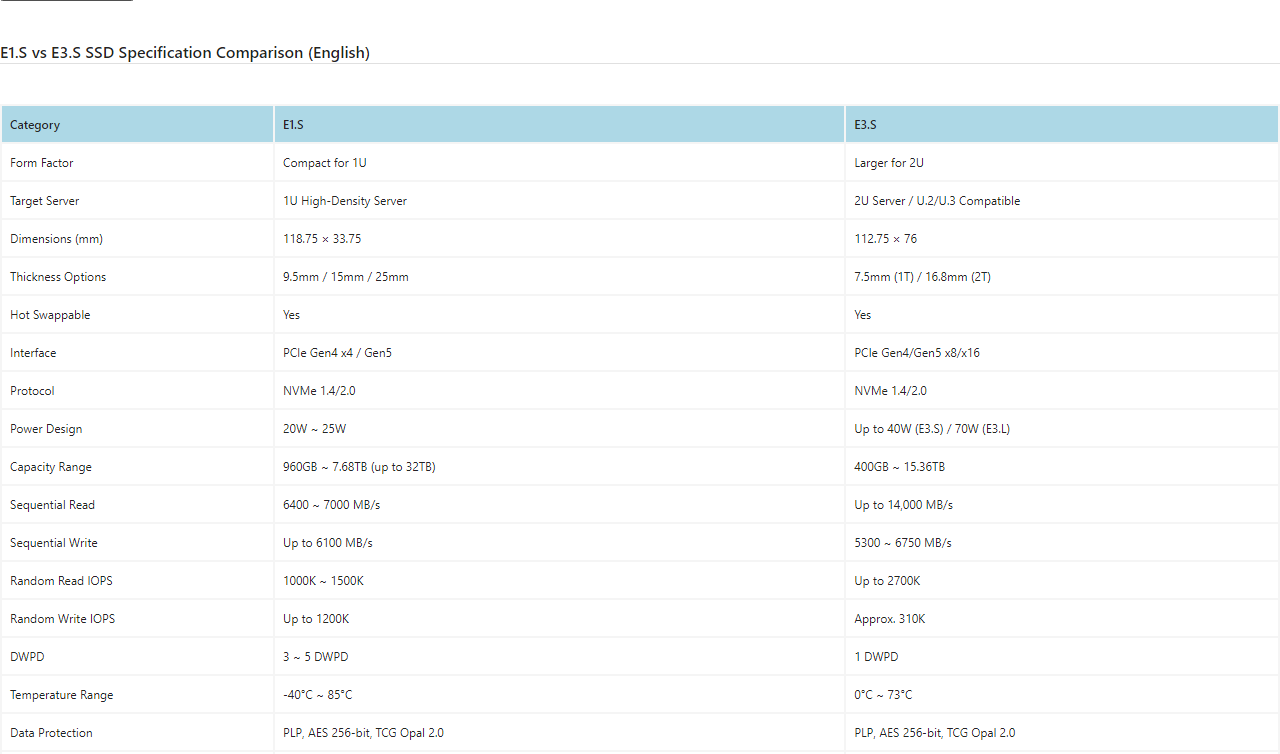 E1.S vs E3.S SSD Specification Comparison (English)
Category E1.S E3.S
Form Factor Compact for 1U Larger for 2U
Target Server 1U High-Density Server 2U Server / U.2/U.3 Compatible
Dimensions (mm) 118.75 × 33.75 112.75 × 76
Thickness Options 9.5mm / 15mm / 25mm 7.5mm (1T) / 16.8mm (2T)
Hot Swappable Yes Yes
Interface PCIe Gen4 x4 / Gen5 PCIe Gen4/Gen5 x8/x16
Protocol NVMe 1.4/2.0 NVMe 1.4/2.0
Power Design 20W ~ 25W Up to 40W (E3.S) / 70W (E3.L)
Capacity Range 960GB ~ 7.68TB (up to 32TB) 400GB ~ 15.36TB
Sequential Read 6400 ~ 7000 MB/s Up to 14,000 MB/s
Sequential Write Up to 6100 MB/s 5300 ~ 6750 MB/s
Random Read IOPS 1000K ~ 1500K Up to 2700K
Random Write IOPS Up to 1200K Approx. 310K
DWPD 3 ~ 5 DWPD 1 DWPD
Temperature Range -40°C ~ 85°C 0°C ~ 73°C
Data Protection PLP, AES 256-bit, TCG Opal 2.0 PLP, AES 256-bit, TCG Opal 2.0